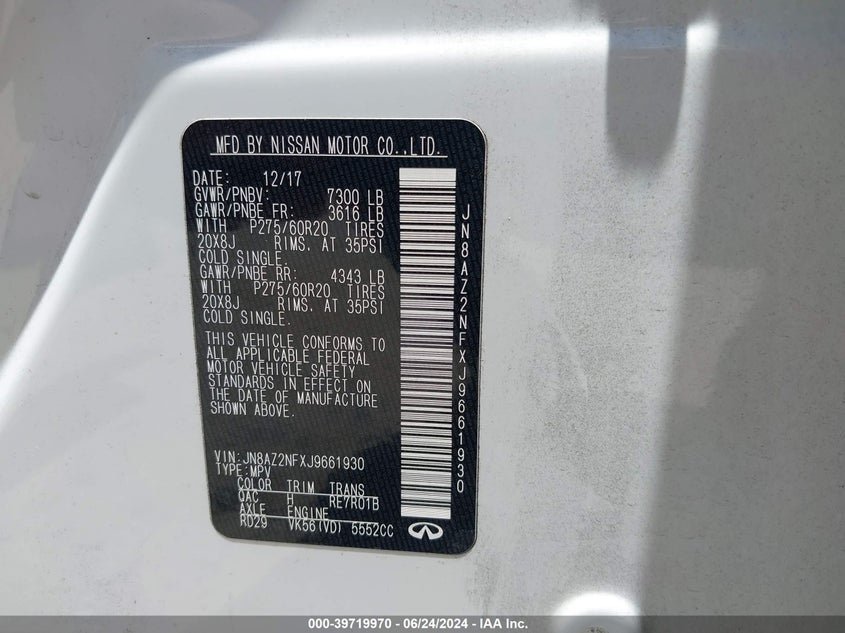 MFD BY NISSAN MOTOR CO.,LTD.
DATE: 12/17
GVWR/PNBV: 7300 LB
GAWR/PNBE FR: 3616 LB
WITH P275/60R20 TIRES
20X8J RIMS. AT 35PSI
COLD SINGLE.
GAWR/PNBE RR: 4343 LB
WITH P275/60R20 TIRES
20X8J RIMS. AT 35PSI
COLD SINGLE.
THIS VEHICLE CONFORMS TO
ALL APPLICABLE FEDERAL
MOTOR VEHICLE SAFETY
STANDARDS IN EFFECT ON
THE DATE OF MANUFACTURE
SHOWN ABOVE.
VIN:JN8AZ2NFXJ9661930
TYPE:MPV
COLOR TRIM TRANS
QAC H RE7R01B
AXLE ENGINE
RD29 VK56(VD) 5552CC
JN8AZ2NFXJ9661930
000-39719970 - 06/24/2024 - IAA Inc.